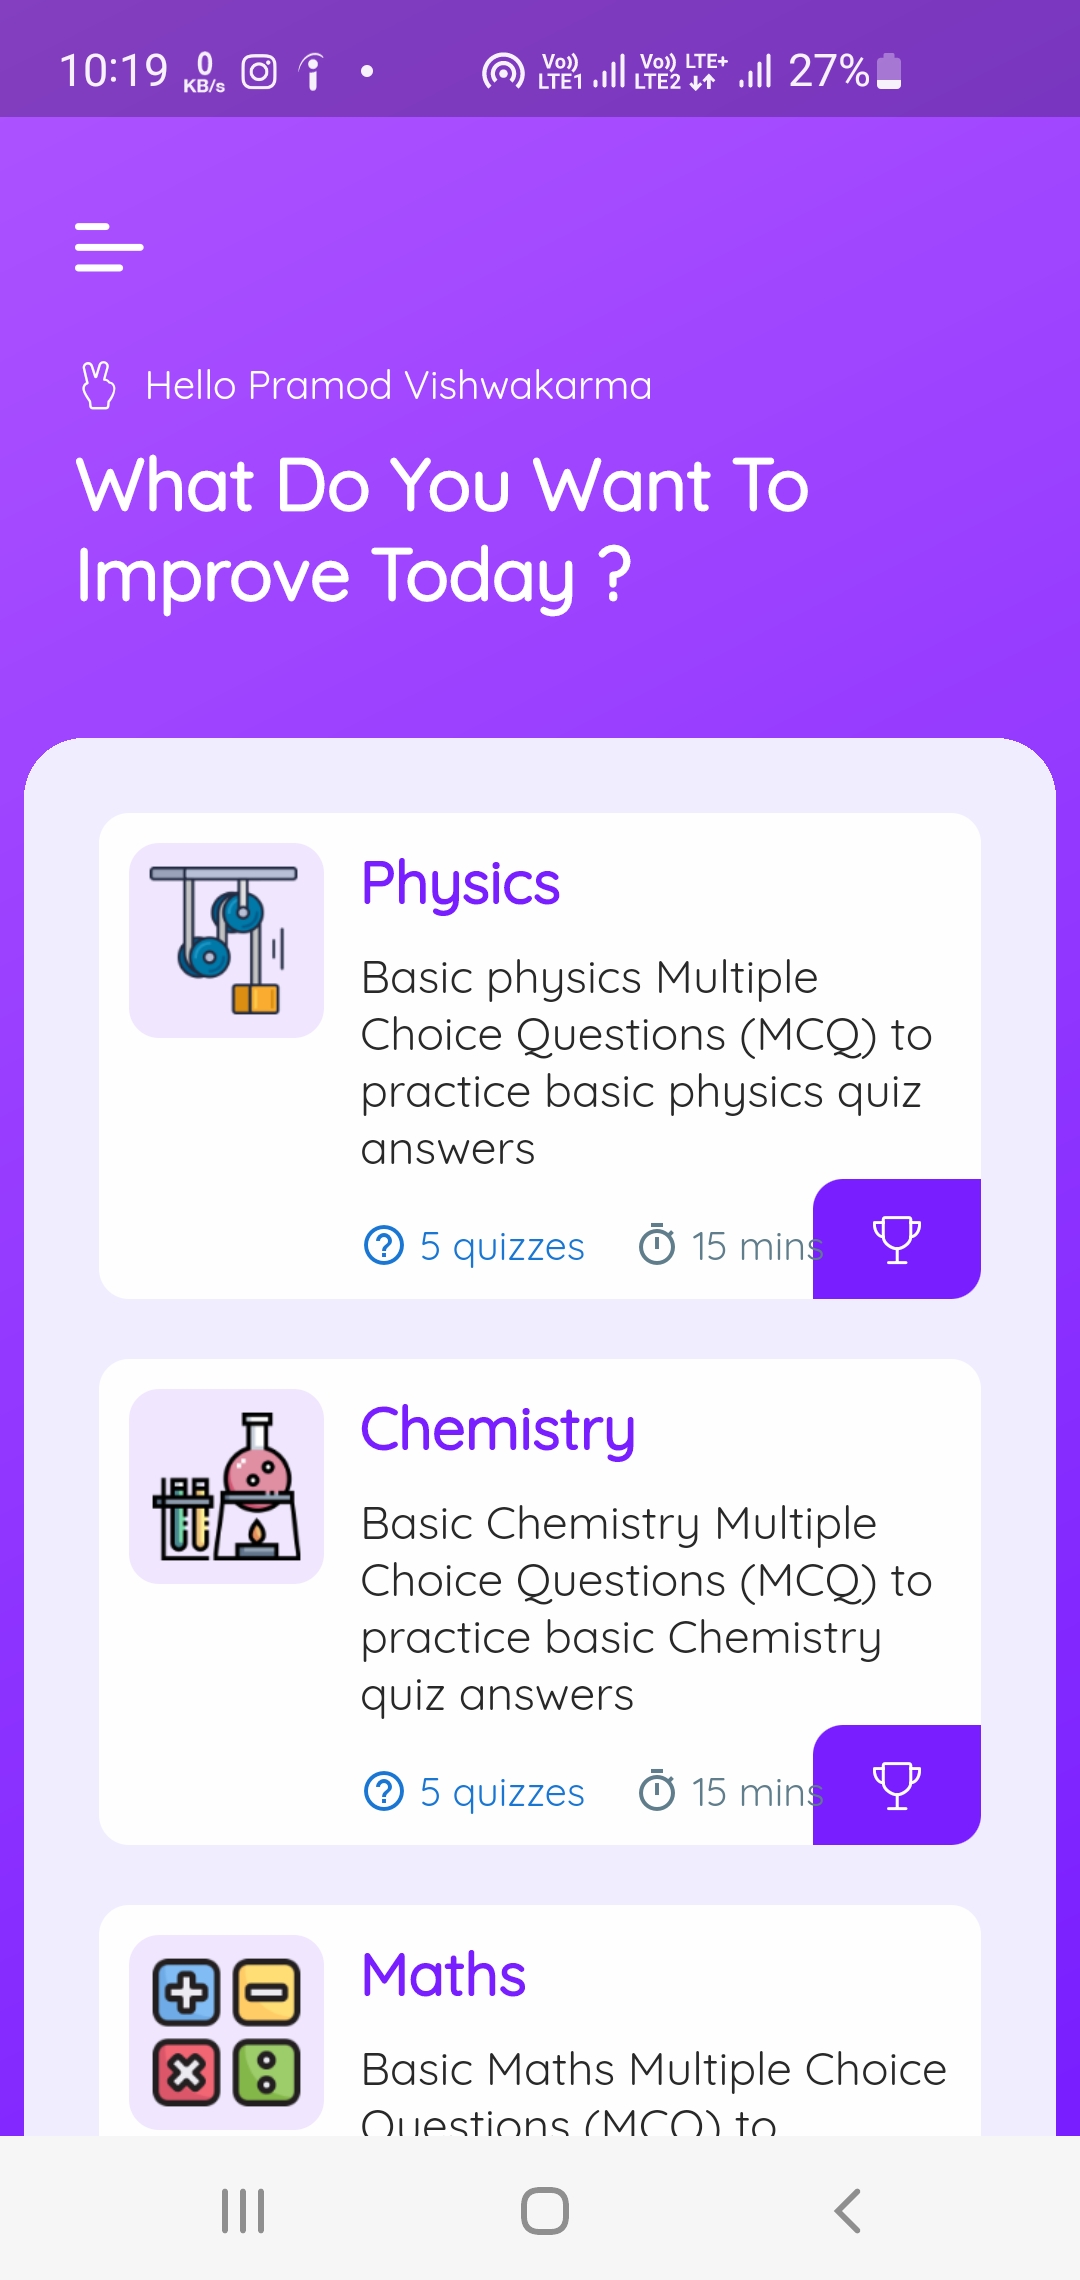 10:19 0 KB/s Vo)) LTE1 Vo)) LTE2 LTE+ 27%
Hello Pramod Vishwakarma
What Do You Want To
Improve Today ?
Physics
Basic physics Multiple
Choice Questions (MCQ) to
practice basic physics quiz
answers
5 quizzes 15 mins
Chemistry
Basic Chemistry Multiple
Choice Questions (MCQ) to
practice basic Chemistry
quiz answers
5 quizzes 15 mins
Maths
Basic Maths Multiple Choice
Questions (MCQ) to